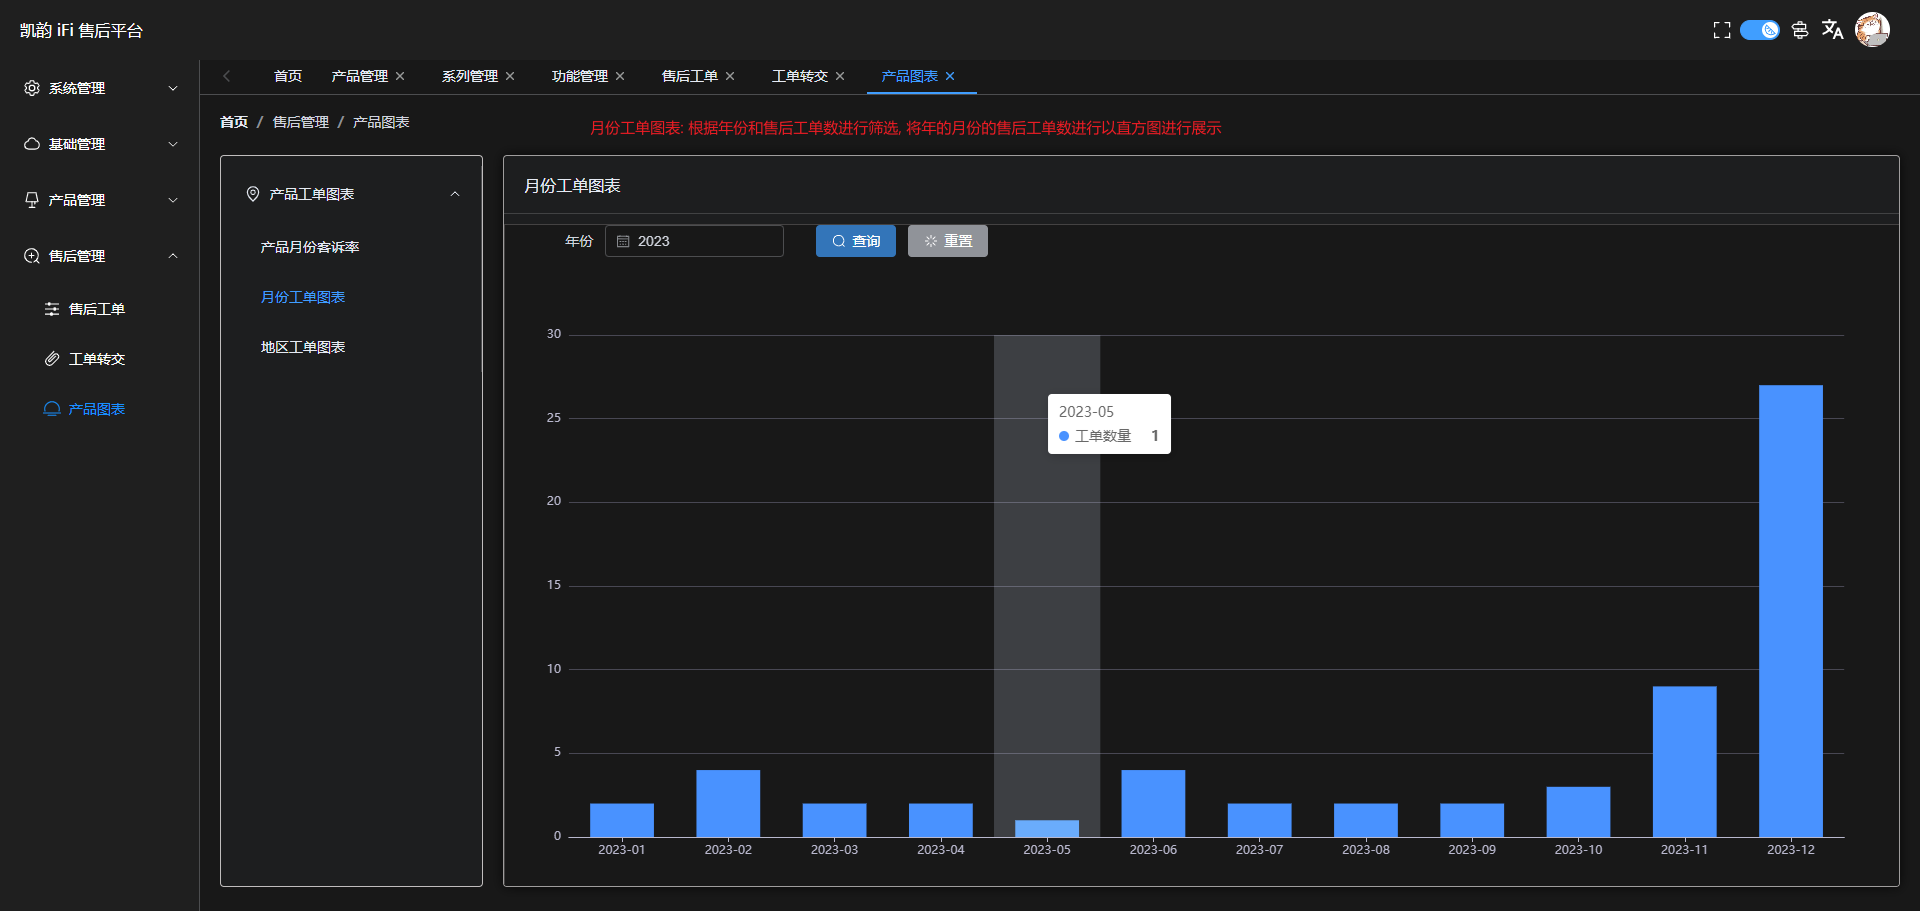 凯韵 iFi 售后平台
系统管理
基础管理
产品管理
售后管理
售后工单
工单转交
产品图表
首页 产品管理 系列管理 功能管理 售后工单 工单转交 产品图表
首页 / 售后管理 / 产品图表
月份工单图表: 根据年份和售后工单数进行筛选, 将年的月份的售后工单数进行以直方图进行展示
产品工单图表
产品月份客诉率
月份工单图表
地区工单图表
月份工单图表
年份 2023 查询 重置
30
25
20
15
10
5
0
2023-05
工单数量 1
2023-01 2023-02 2023-03 2023-04 2023-05 2023-06 2023-07 2023-08 2023-09 2023-10 2023-11 2023-12